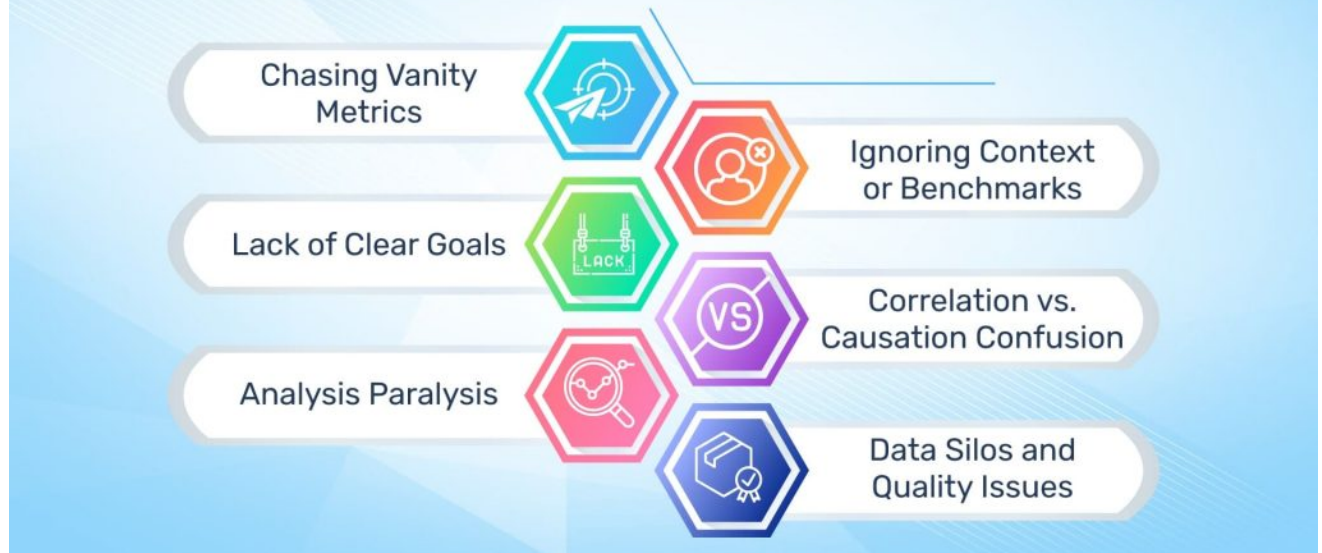 Chasing Vanity
Metrics
Ignoring Context
or Benchmarks
Lack of Clear Goals
LACK
Correlation vs.
Causation Confusion
VS
Analysis Paralysis
Data Silos and
Quality Issues